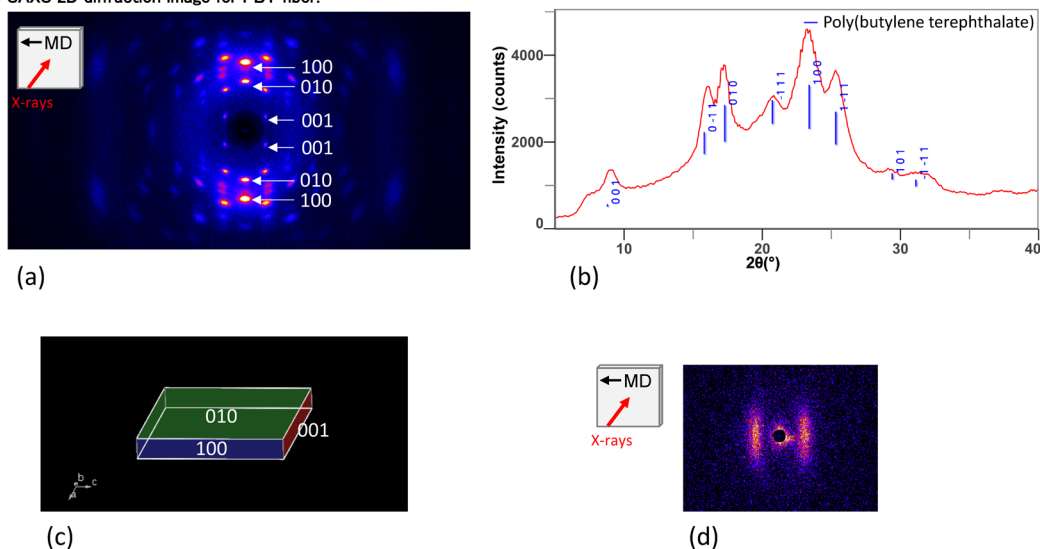 SAXS 2D diffraction image for PBT fiber.
MD
X-rays
100
010
001
001
010
100
(a)
Poly(butylene terephthalate)
Intensity (counts)
4000
2000
0
0 0 1
0 -1 1
0 1 0
-1 1 1
1 0 0
1 1 1
1 0 1
-1 -1 1
10
20
30
40
2θ(°)
(b)
010
001
100
b
c
a
(c)
MD
X-rays
(d)